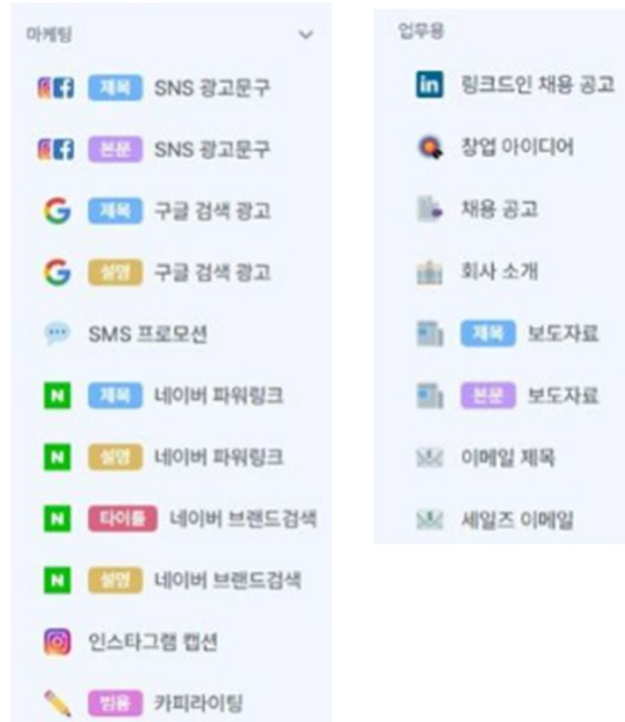 마케팅
제목 SNS 광고문구
본문 SNS 광고문구
제목 구글 검색 광고
설명 구글 검색 광고
SMS 프로모션
제목 네이버 파워링크
설명 네이버 파워링크
타이틀 네이버 브랜드검색
설명 네이버 브랜드검색
인스타그램 캡션
범용 카피라이팅
업무용
링크드인 채용 공고
창업 아이디어
채용 공고
회사 소개
제목 보도자료
본문 보도자료
이메일 제목
세일즈 이메일